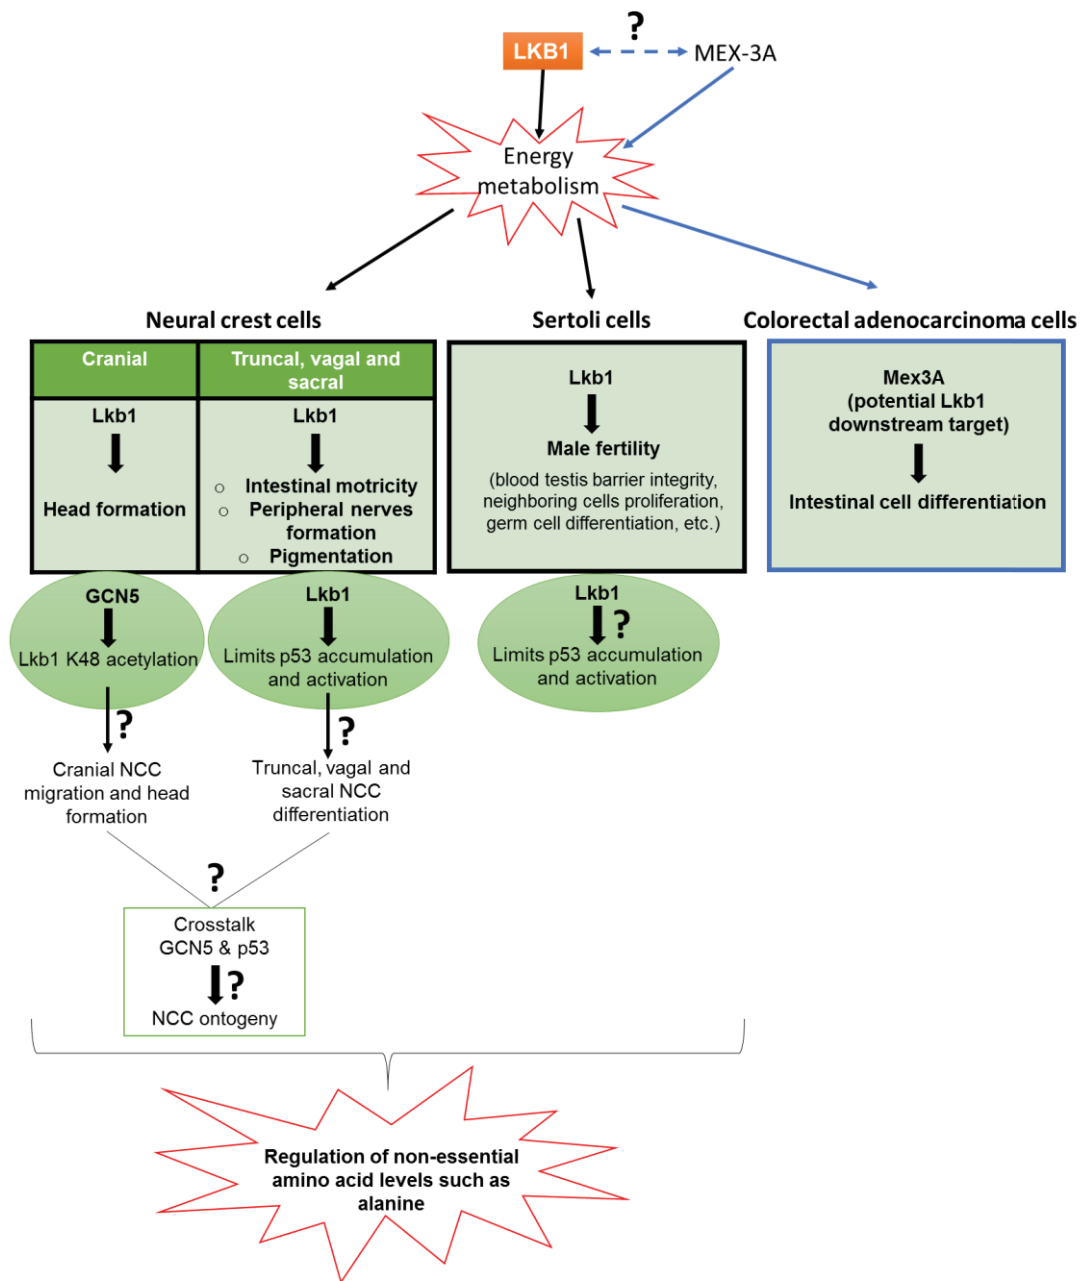 ?
LKB1
MEX-3A
Energy
metabolism
Neural crest cells
Sertoli cells
Colorectal adenocarcinoma cells
Cranial
Truncal, vagal and
sacral
Lkb1
Head formation
Lkb1
○ Intestinal motricity
○ Peripheral nerves
formation
○ Pigmentation
Lkb1
Male fertility
(blood testis barrier integrity,
neighboring cells proliferation,
germ cell differentiation, etc.)
Mex3A
(potential Lkb1
downstream target)
Intestinal cell differentiation
GCN5
Lkb1 K48 acetylation
Lkb1
Limits p53 accumulation
and activation
Lkb1
?
Limits p53 accumulation
and activation
?
Cranial NCC
migration and head
formation
?
Truncal, vagal and
sacral NCC
differentiation
?
Crosstalk
GCN5 & p53
?
NCC ontogeny
Regulation of non-essential
amino acid levels such as
alanine